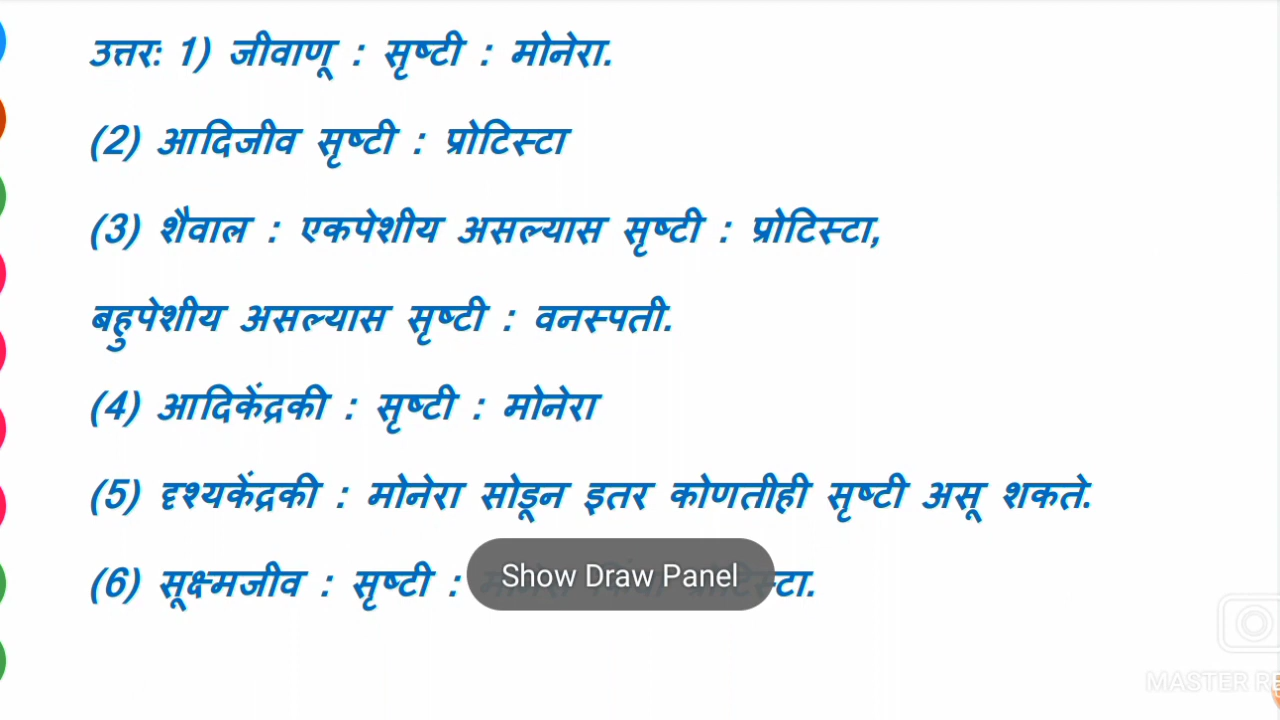 उत्तर: 1) जीवाणू : सृष्टी : मोनेरा.
(2) आदिजीव सृष्टी : प्रोटिस्टा
(3) शैवाल : एकपेशीय असल्यास सृष्टी : प्रोटिस्टा,
बहुपेशीय असल्यास सृष्टी : वनस्पती.
(4) आदिकेंद्रकी : सृष्टी : मोनेरा
(5) दृश्यकेंद्रकी : मोनेरा सोडून इतर कोणतीही सृष्टी असू शकते.
(6) सूक्ष्मजीव : सृष्टी :
Show Draw Panel
MASTER